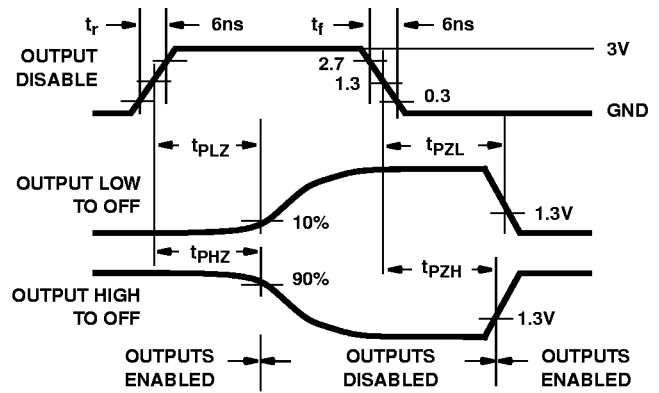 tr
6ns
tf
6ns
OUTPUT
DISABLE
3V
2.7
1.3
0.3
GND
tPLZ
tPZL
OUTPUT LOW
TO OFF
10%
1.3V
tPHZ
tPZH
OUTPUT HIGH
TO OFF
90%
1.3V
OUTPUTS
ENABLED
OUTPUTS
DISABLED
OUTPUTS
ENABLED